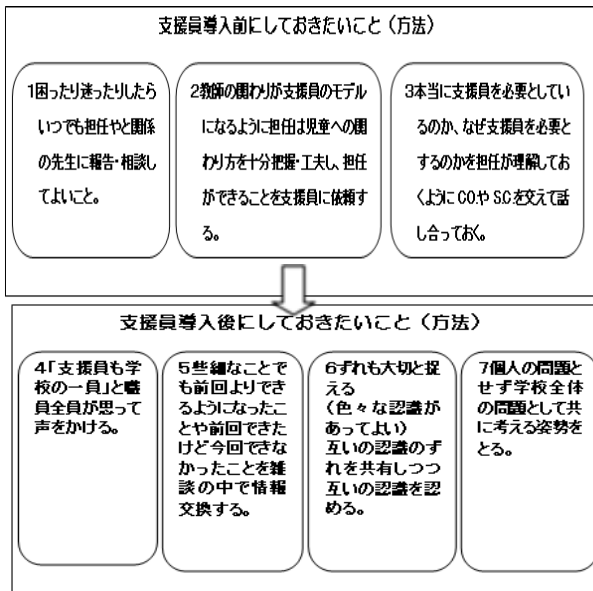 支援員導入前にしておきたいこと（方法）
1困ったり迷ったりしたら
いつでも担任やと関係
の先生に報告・相談し
てよいこと。
2教師の関わりが支援員のモデル
になるように担任は児童への関
わり方を十分把握・工夫し、担任
ができることを支援員に依頼す
る。
3本当に支援員を必要としてい
るのか、なぜ支援員を必要と
するのかを担任が理解してお
くようにCO.やS.C.を交えて話
し合っておく。
支援員導入後にしておきたいこと（方法）
4「支援員も学
校の一員」と職
員全員が思って
声をかける。
5些細なことで
も前回よりでき
るようになったこ
とや前回できた
けど今回できな
かったことを雑
談の中で情報
交換する。
6ずれも大切と捉
える
（色々な認識が
あってよい）
互いの認識のず
れを共有しつつ
互いの認識を認
める。
7個人の問題と
せず学校全体
の問題として共
に考える姿勢を
とる。